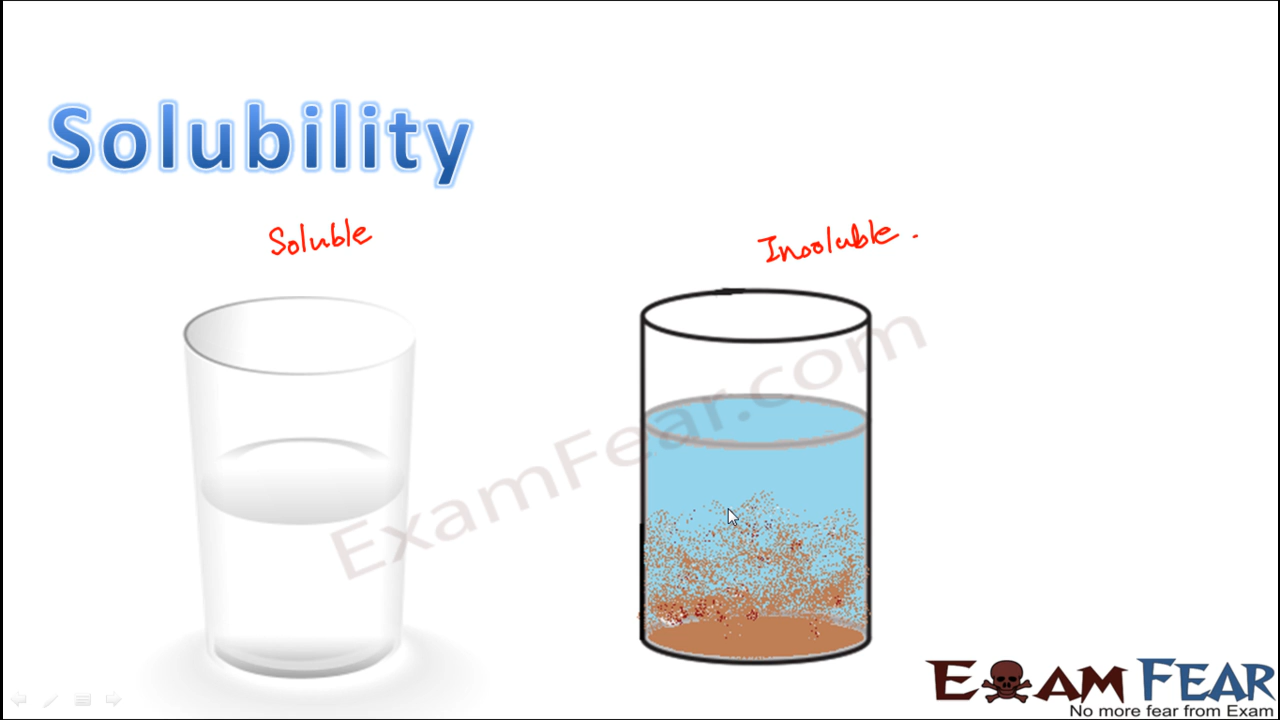 Solubility
Soluble
Insoluble .
ExamFear.com
EXAM FEAR
No more fear from Exam